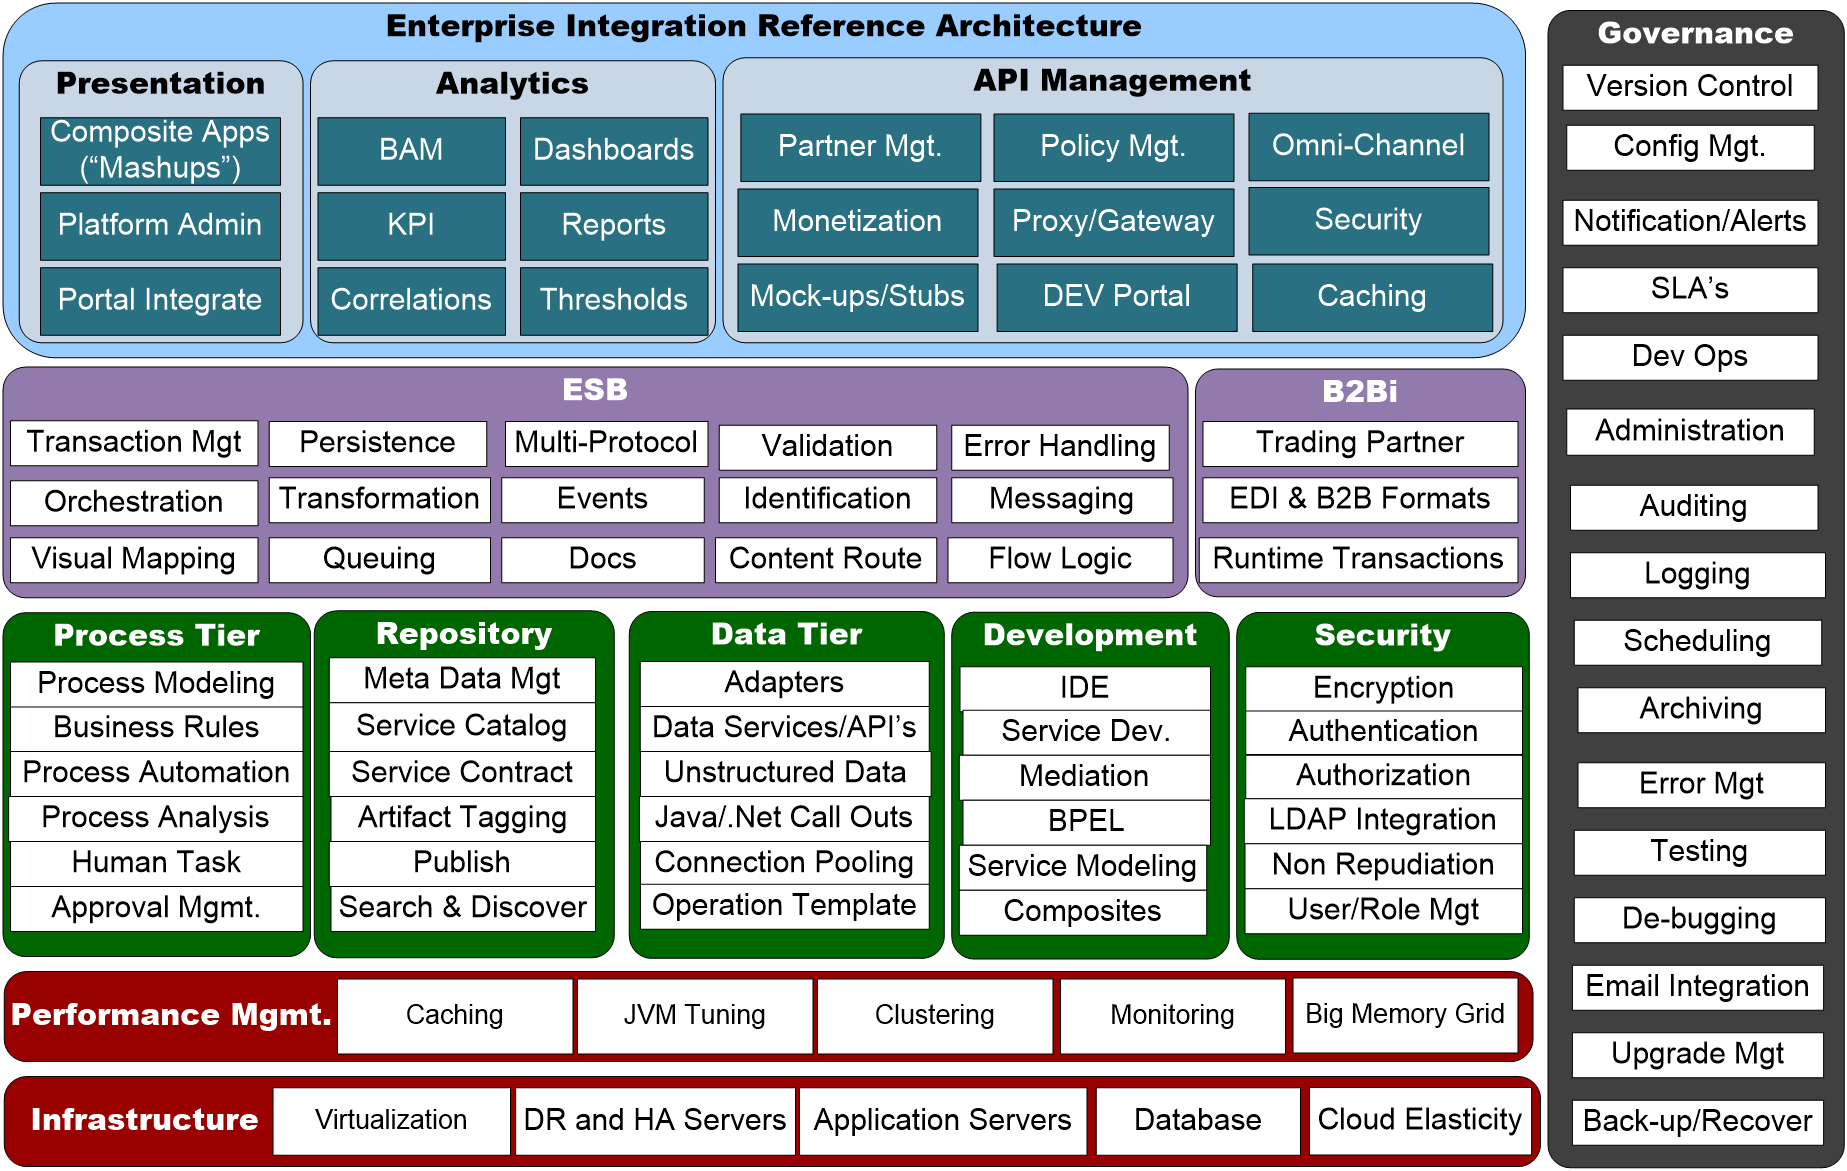 Enterprise Integration Reference Architecture
Presentation
Composite Apps
(“Mashups”)
Platform Admin
Portal Integrate
Analytics
BAM
Dashboards
KPI
Reports
Correlations
Thresholds
API Management
Partner Mgt.
Policy Mgt.
Omni-Channel
Monetization
Proxy/Gateway
Security
Mock-ups/Stubs
DEV Portal
Caching
ESB
Transaction Mgt
Persistence
Multi-Protocol
Validation
Error Handling
Orchestration
Transformation
Events
Identification
Messaging
Visual Mapping
Queuing
Docs
Content Route
Flow Logic
B2Bi
Trading Partner
EDI & B2B Formats
Runtime Transactions
Process Tier
Process Modeling
Business Rules
Process Automation
Process Analysis
Human Task
Approval Mgmt.
Repository
Meta Data Mgt
Service Catalog
Service Contract
Artifact Tagging
Publish
Search & Discover
Data Tier
Adapters
Data Services/API’s
Unstructured Data
Java/.Net Call Outs
Connection Pooling
Operation Template
Development
IDE
Service Dev.
Mediation
BPEL
Service Modeling
Composites
Security
Encryption
Authentication
Authorization
LDAP Integration
Non Repudiation
User/Role Mgt
Performance Mgmt.
Caching
JVM Tuning
Clustering
Monitoring
Big Memory Grid
Infrastructure
Virtualization
DR and HA Servers
Application Servers
Database
Cloud Elasticity
Governance
Version Control
Config Mgt.
Notification/Alerts
SLA’s
Dev Ops
Administration
Auditing
Logging
Scheduling
Archiving
Error Mgt
Testing
De-bugging
Email Integration
Upgrade Mgt
Back-up/Recover